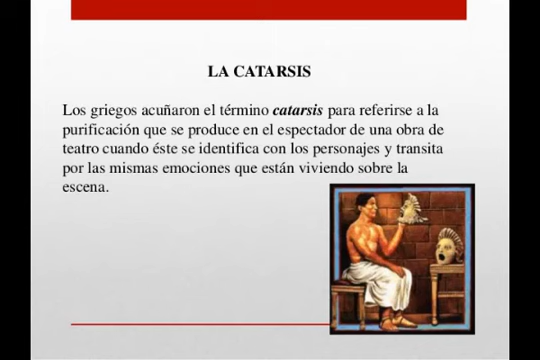 LA CATARSIS
Los griegos acuñaron el término catarsis para referirse a la
purificación que se produce en el espectador de una obra de
teatro cuando éste se identifica con los personajes y transita
por las mismas emociones que están viviendo sobre la
escena.